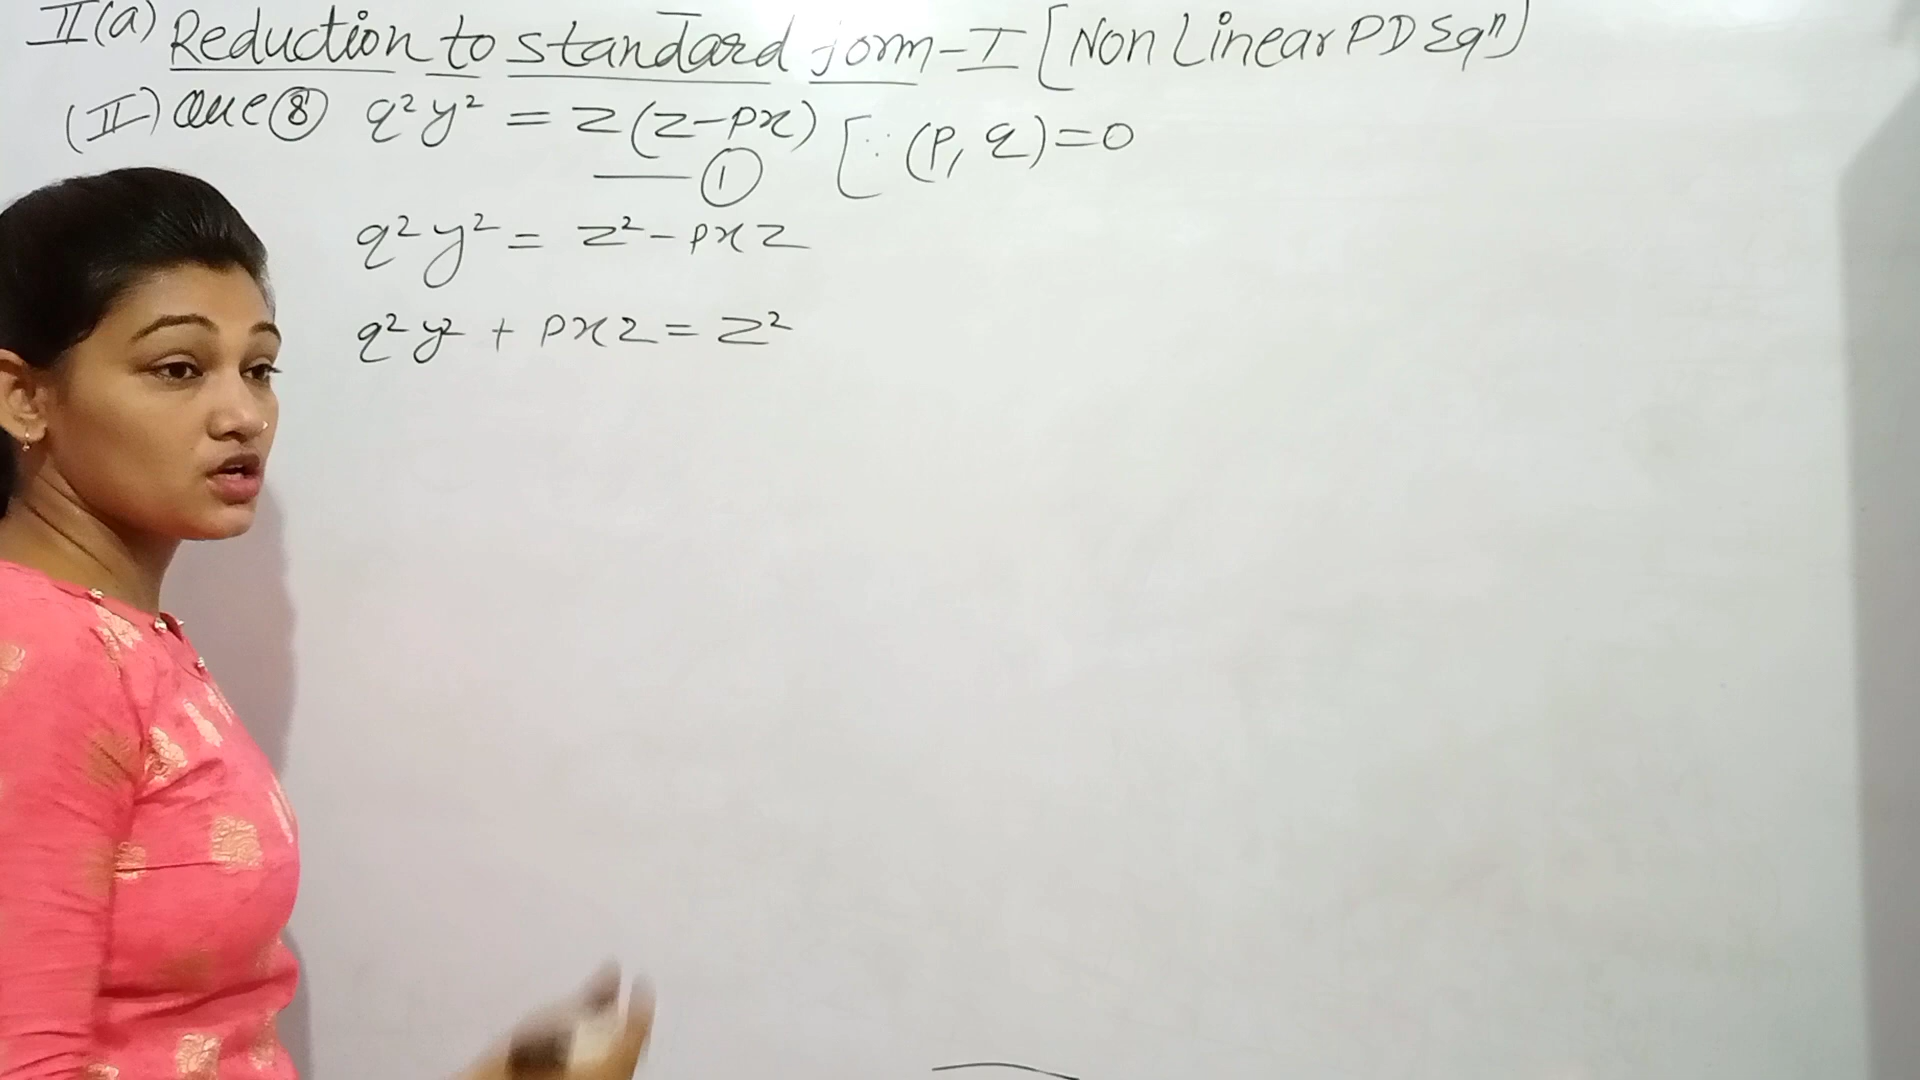 II(a) Reduction to standard form-I [Non Linear PD Eqⁿ]
(II) Que ⑧ q²y² = z(z-px) [∵ (p, q)=0
— ①
q²y² = z²-pxz
q²y² + pxz = z²